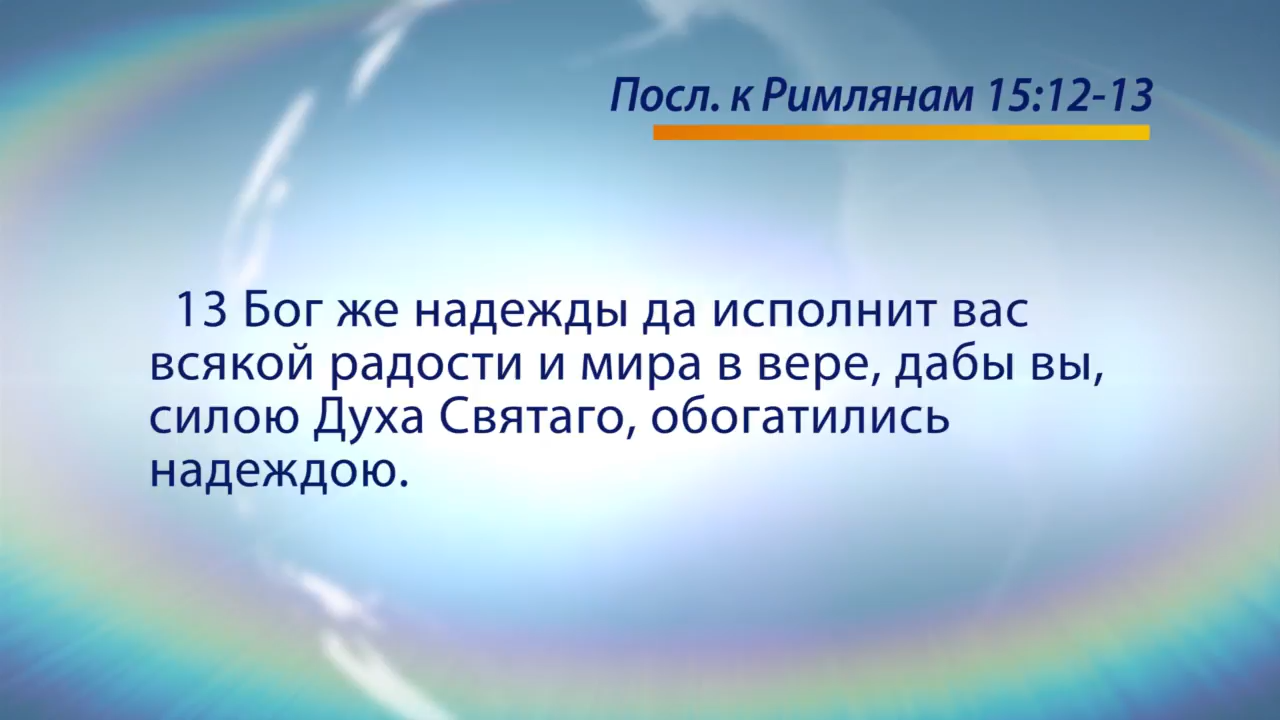 Посл. к Римлянам 15:12-13
13 Бог же надежды да исполнит вас
всякой радости и мира в вере, дабы вы,
силою Духа Святаго, обогатились
надеждою.